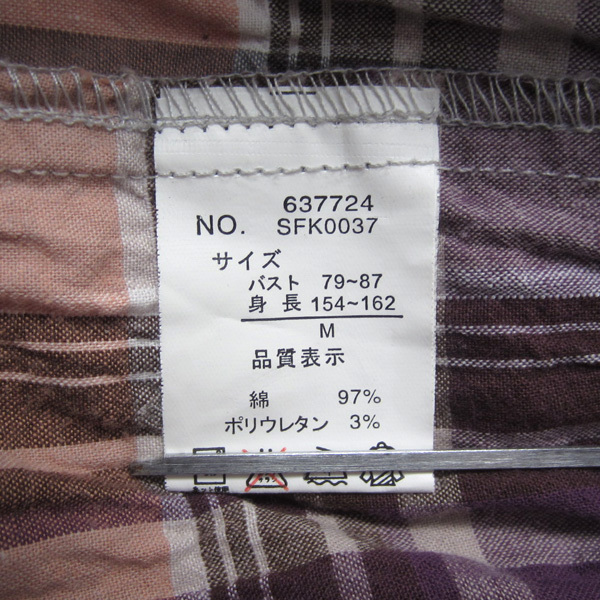 637724
NO. SFK0037
サイズ
バスト 79~87
身長 154~162
M
品質表示
綿 97%
ポリウレタン 3%